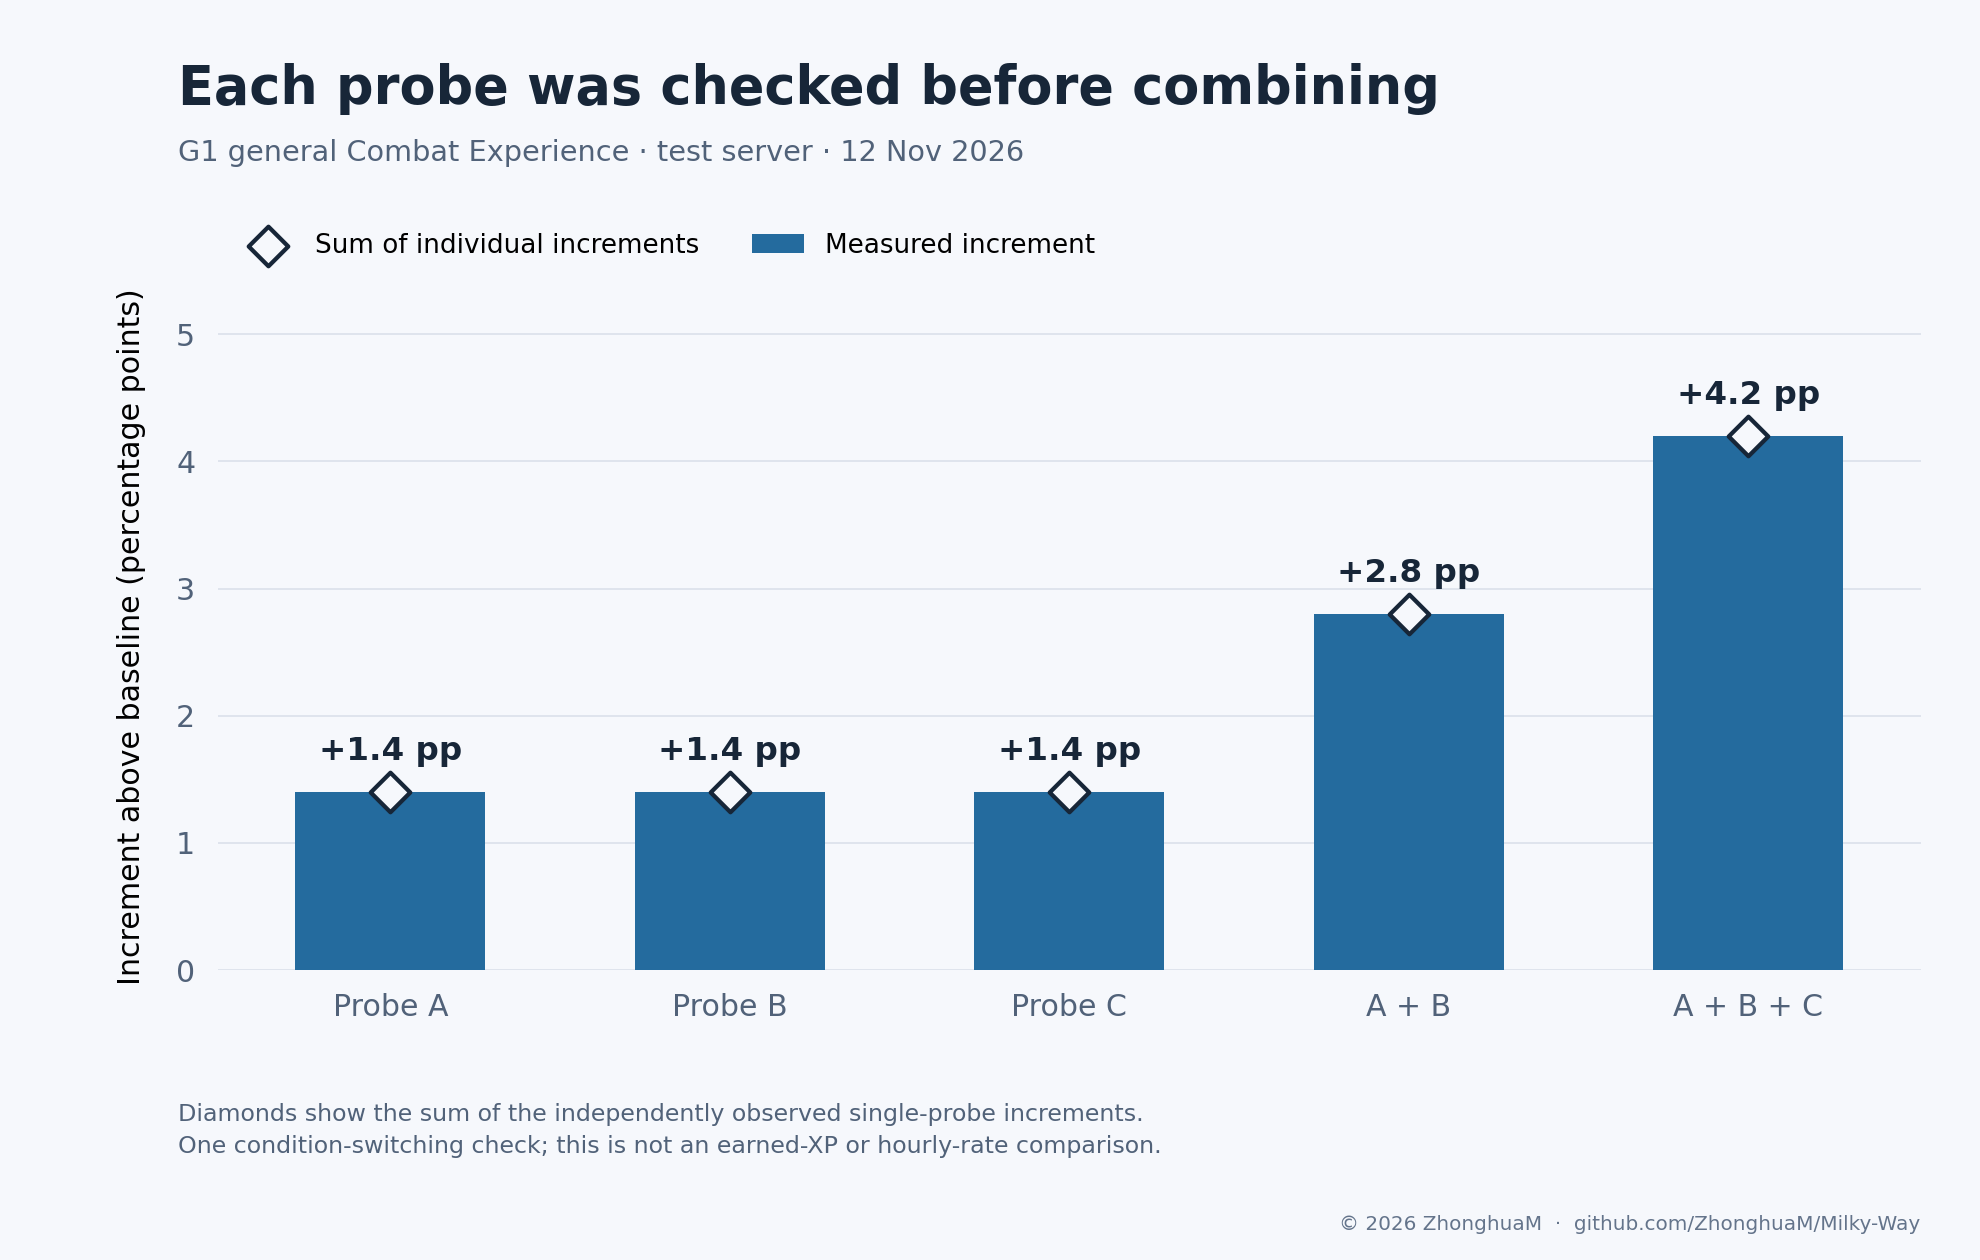 Each probe was checked before combining
G1 general Combat Experience · test server · 12 Nov 2026
Sum of individual increments
Measured increment
Increment above baseline (percentage points)
5
4
3
2
1
0
+1.4 pp
+1.4 pp
+1.4 pp
+2.8 pp
+4.2 pp
Probe A
Probe B
Probe C
A + B
A + B + C
Diamonds show the sum of the independently observed single-probe increments.
One condition-switching check; this is not an earned-XP or hourly-rate comparison.
© 2026 ZhonghuaM · github.com/ZhonghuaM/Milky-Way